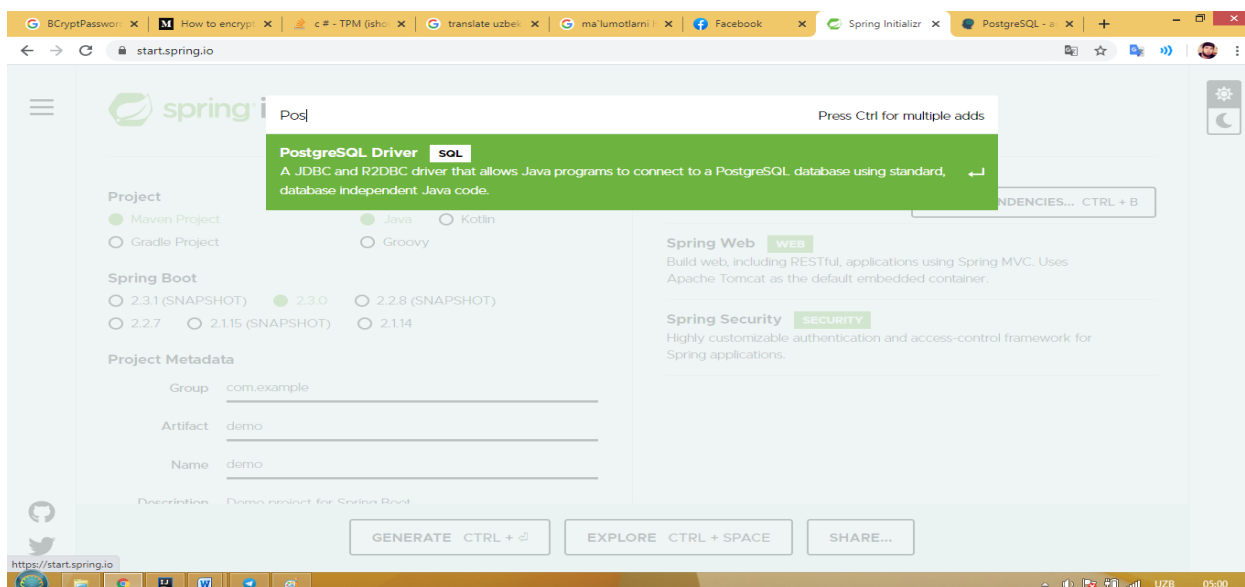 BCryptPassword
How to encrypt
c # - TPM (isho
translate uzbek
ma`lumotlarni h
Facebook
Spring Initializr
PostgreSQL - a
start.spring.io
spring i
Pos
Press Ctrl for multiple adds
PostgreSQL Driver SQL
A JDBC and R2DBC driver that allows Java programs to connect to a PostgreSQL database using standard,
database independent Java code.
NDENCIES... CTRL + B
Project
Maven Project Java Kotlin
Gradle Project Groovy
Spring Boot
2.3.1 (SNAPSHOT) 2.3.0 2.2.8 (SNAPSHOT)
2.2.7 2.1.15 (SNAPSHOT) 2.1.14
Project Metadata
Group com.example
Artifact demo
Name demo
Description Demo project for Spring Boot
Spring Web WEB
Build web, including RESTful, applications using Spring MVC. Uses
Apache Tomcat as the default embedded container.
Spring Security SECURITY
Highly customizable authentication and access-control framework for
Spring applications.
GENERATE CTRL + ⏎
EXPLORE CTRL + SPACE
SHARE...
https://start.spring.io
UZB 05:00